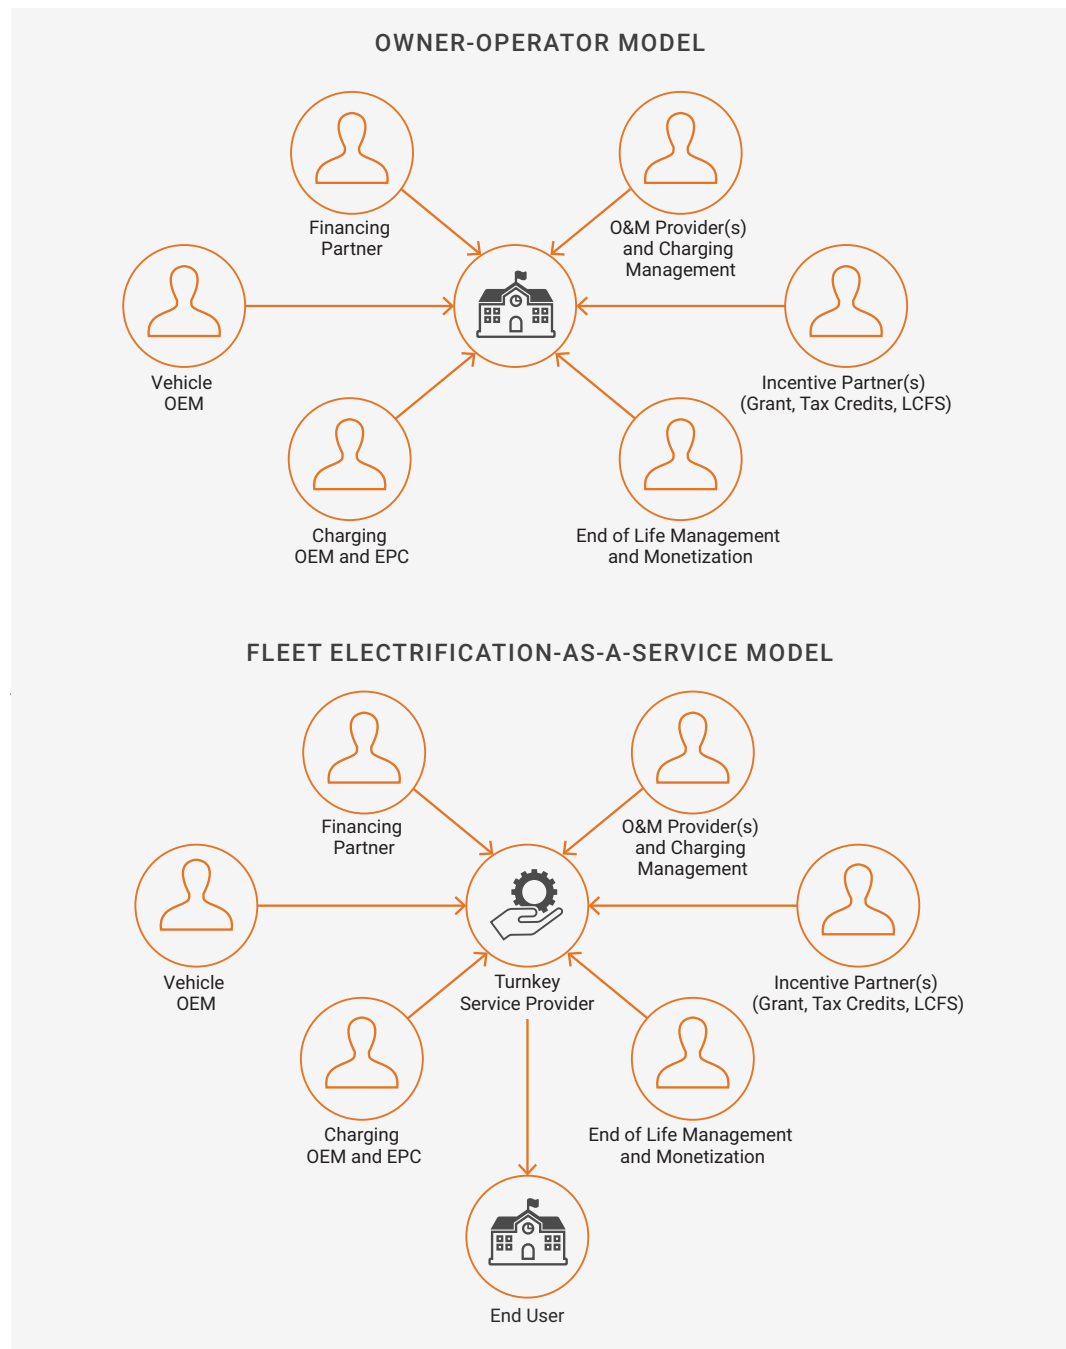 OWNER-OPERATOR MODEL
Financing
Partner
O&M Provider(s)
and Charging
Management
Vehicle
OEM
Incentive Partner(s)
(Grant, Tax Credits, LCFS)
Charging
OEM and EPC
End of Life Management
and Monetization
FLEET ELECTRIFICATION-AS-A-SERVICE MODEL
Financing
Partner
O&M Provider(s)
and Charging
Management
Vehicle
OEM
Turnkey
Service Provider
Incentive Partner(s)
(Grant, Tax Credits, LCFS)
Charging
OEM and EPC
End of Life Management
and Monetization
End User